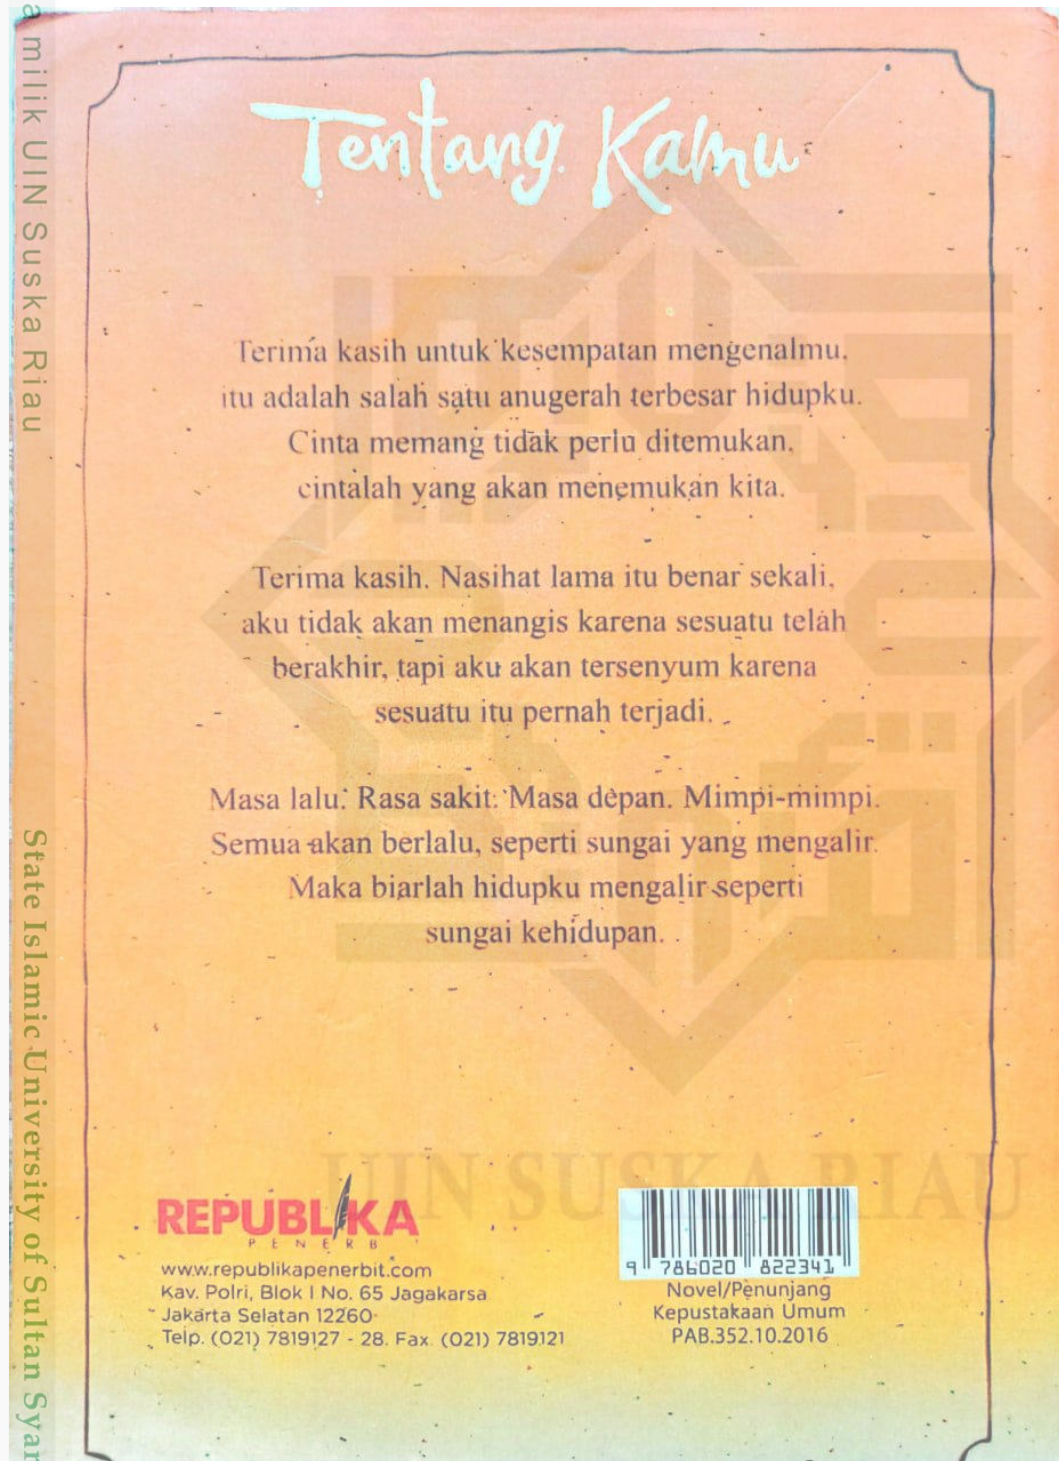 a milik UIN Suska Riau
State Islamic University of Sultan Syar
Tentang Kamu
Terima kasih untuk kesempatan mengenalmu,
itu adalah salah satu anugerah terbesar hidupku.
Cinta memang tidak perlu ditemukan,
cintalah yang akan menemukan kita.
Terima kasih. Nasihat lama itu benar sekali,
aku tidak akan menangis karena sesuatu telah
berakhir, tapi aku akan tersenyum karena
sesuatu itu pernah terjadi.
Masa lalu. Rasa sakit. Masa depan. Mimpi-mimpi.
Semua akan berlalu, seperti sungai yang mengalir.
Maka biarlah hidupku mengalir seperti
sungai kehidupan.
UIN SUSKA RIAU
REPUBLIKA
PENERBIT
www.republikapenerbit.com
Kav. Polri, Blok I No. 65 Jagakarsa
Jakarta Selatan 12260
Telp. (021) 7819127 - 28. Fax. (021) 7819121
9 786020 822341
Novel/Penunjang
Kepustakaan Umum
PAB.352.10.2016